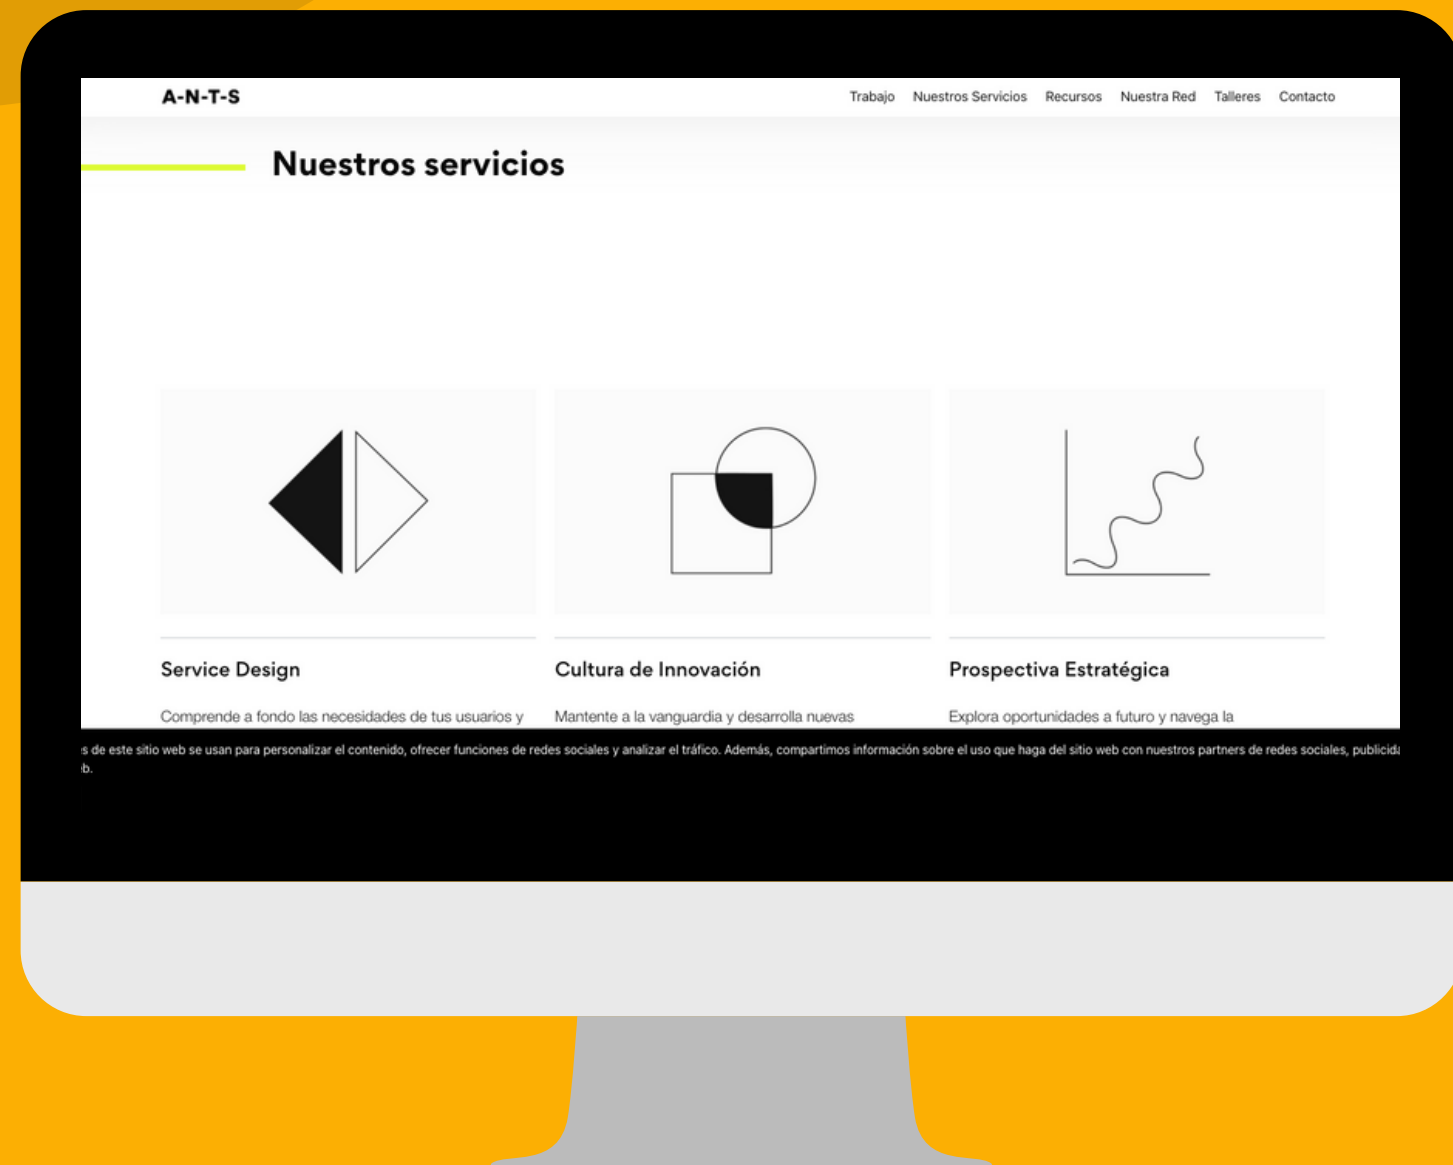 A-N-T-S
Trabajo Nuestros Servicios Recursos Nuestra Red Talleres Contacto
Nuestros servicios
Service Design
Cultura de Innovación
Prospectiva Estratégica
Comprende a fondo las necesidades de tus usuarios y
Mantente a la vanguardia y desarrolla nuevas
Explora oportunidades a futuro y navega la
de este sitio web se usan para personalizar el contenido, ofrecer funciones de redes sociales y analizar el tráfico. Además, compartimos información sobre el uso que haga del sitio web con nuestros partners de redes sociales,